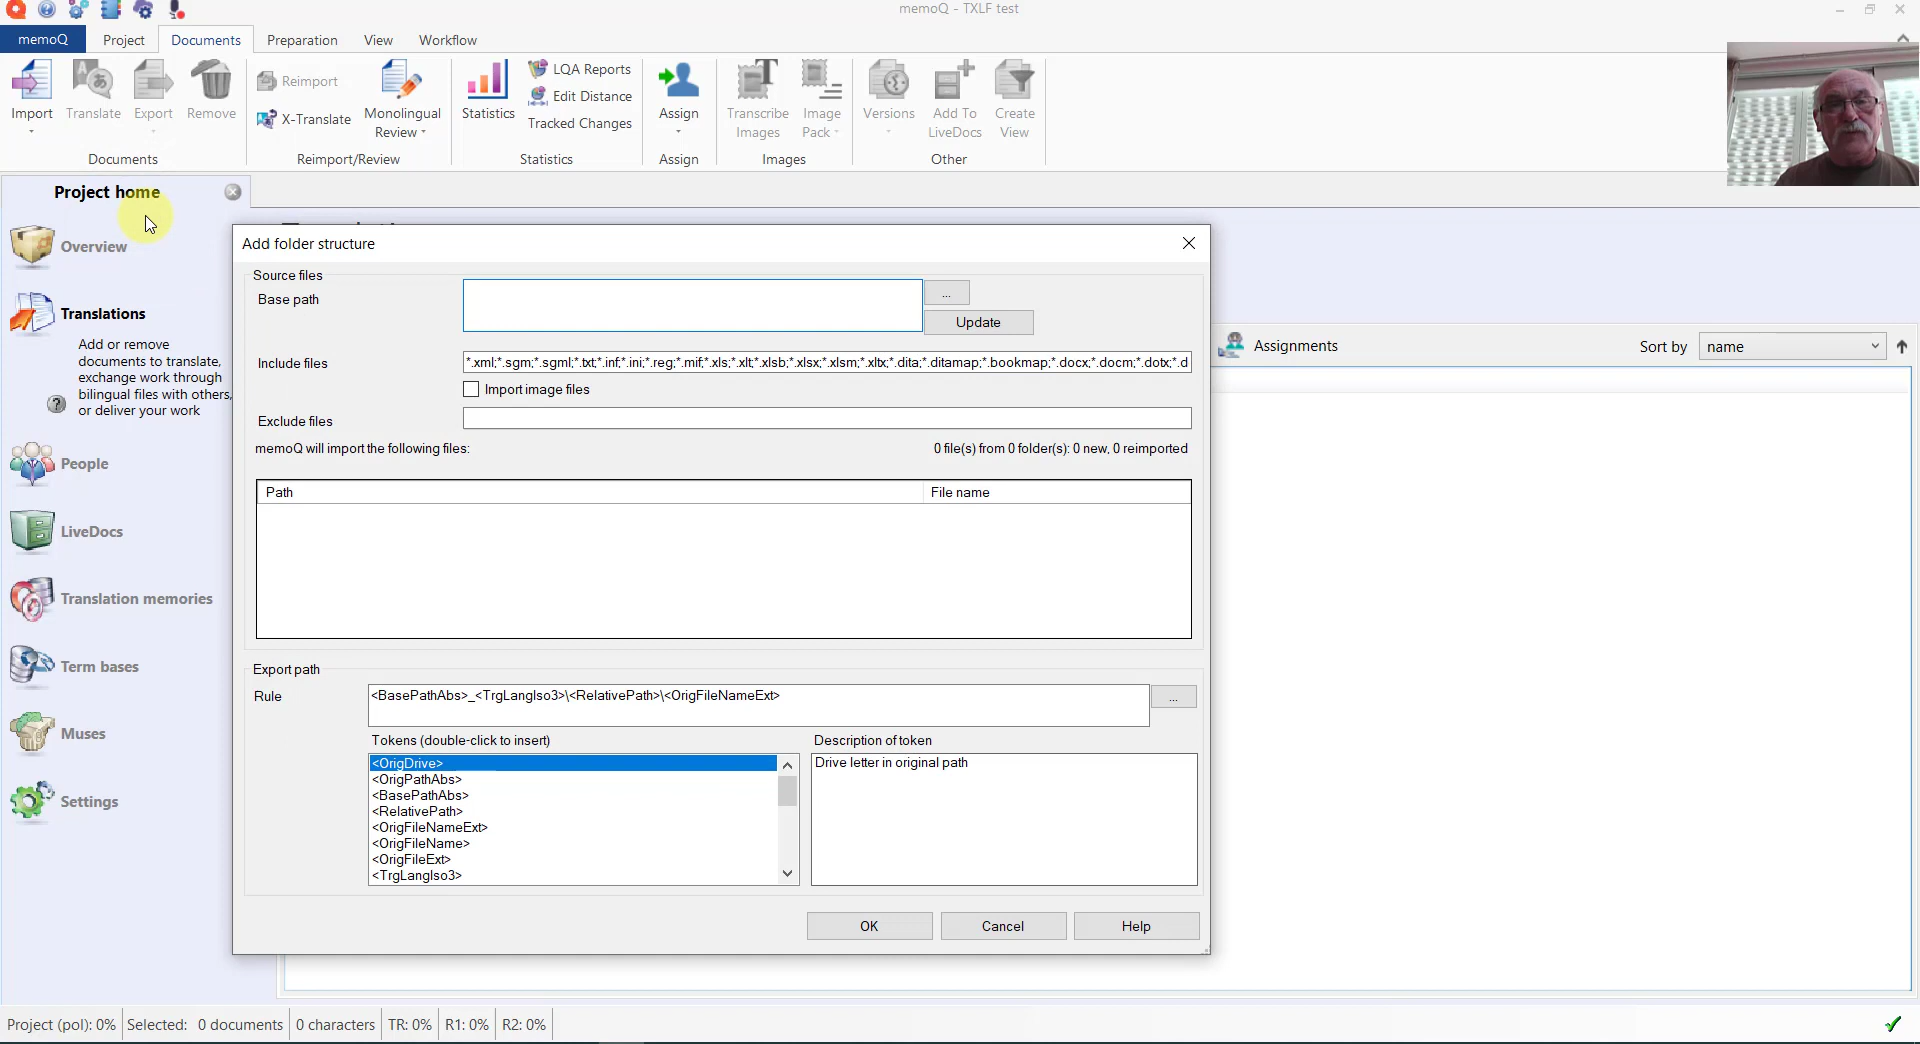 memoQ - TXLF test
memoQ
Project
Documents
Preparation
View
Workflow
Import
Translate
Export
Remove
Documents
Reimport
X-Translate
Monolingual
Review
Reimport/Review
Statistics
LQA Reports
Edit Distance
Tracked Changes
Statistics
Assign
Assign
Transcribe
Images
Image
Pack
Images
Versions
Add To
LiveDocs
Create
View
Other
Project home
Overview
Translations
Add or remove
documents to translate,
exchange work through
bilingual files with others,
or deliver your work
People
LiveDocs
Translation memories
Term bases
Muses
Settings
Add folder structure
Source files
Base path
...
Update
Include files
*.xml;*.sgm;*.sgml;*.txt;*.inf;*.ini;*.reg;*.mif;*.xls;*.xlt;*.xlsb;*.xlsx;*.xlsm;*.xltx;*.dita;*.ditamap;*.bookmap;*.docx;*.docm;*.dotx;*.d
Import image files
Exclude files
memoQ will import the following files:
0 file(s) from 0 folder(s): 0 new, 0 reimported
Path
File name
Export path
Rule
<BasePathAbs>_<TrgLangIso3>\<RelativePath>\<OrigFileNameExt>
...
Tokens (double-click to insert)
<OrigDrive>
<OrigPathAbs>
<BasePathAbs>
<RelativePath>
<OrigFileNameExt>
<OrigFileName>
<OrigFileExt>
<TrgLangIso3>
Description of token
Drive letter in original path
OK
Cancel
Help
Assignments
Sort by
name
Project (pol): 0%
Selected: 0 documents
0 characters
TR: 0%
R1: 0%
R2: 0%